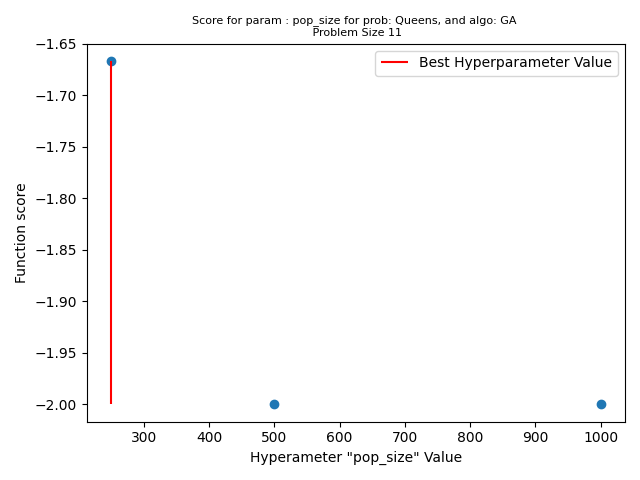 Score for param : pop_size for prob: Queens, and algo: GA
Problem Size 11
Best Hyperparameter Value
−1.65
−1.70
−1.75
−1.80
−1.85
−1.90
−1.95
−2.00
Function score
300 400 500 600 700 800 900 1000
Hyperameter "pop_size" Value